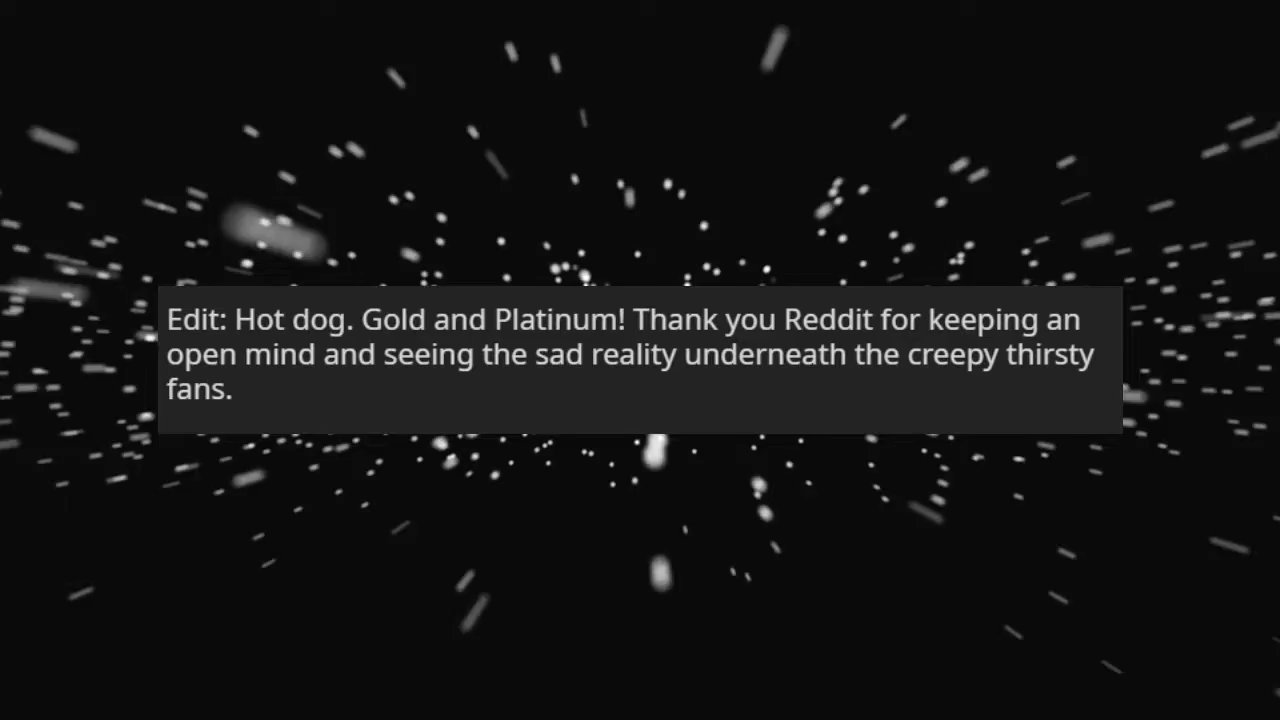 Edit: Hot dog. Gold and Platinum! Thank you Reddit for keeping an
open mind and seeing the sad reality underneath the creepy thirsty
fans.